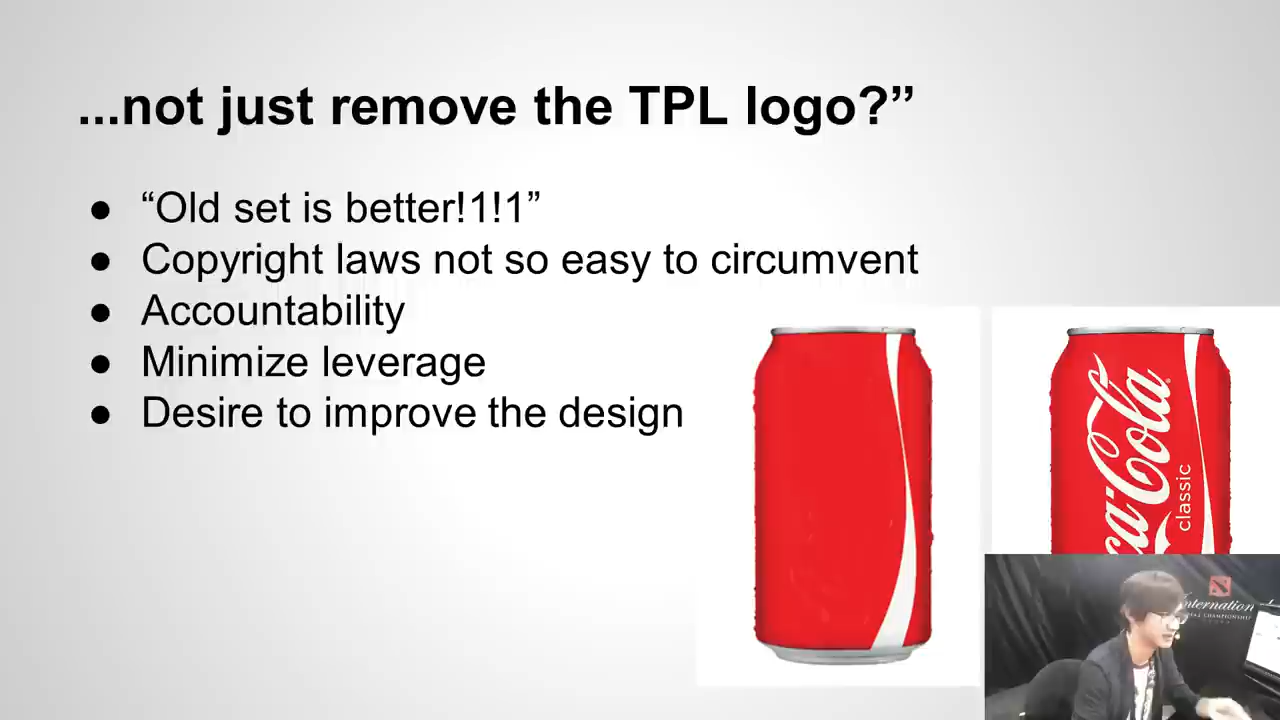 ...not just remove the TPL logo?”
● “Old set is better!1!1”
● Copyright laws not so easy to circumvent
● Accountability
● Minimize leverage
● Desire to improve the design
Coca-Cola
classic
International